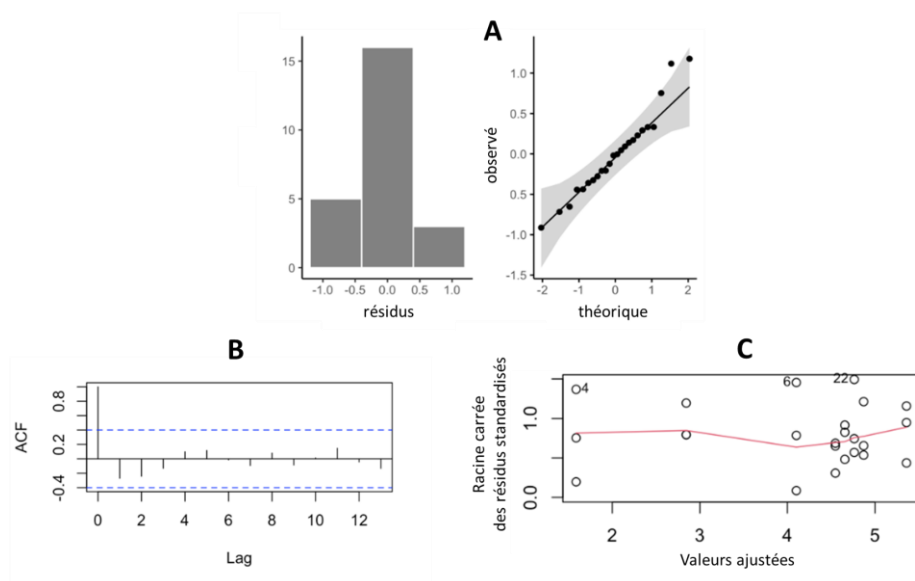 A
15
10
5
0
-1.0 -0.5 0.0 0.5 1.0
résidus
observé
1.0
0.5
0.0
0.5
-1.0
-1.5
-2 -1 0 1 2
théorique
B
ACF
0.8
0.2
-0.4
0 2 4 6 8 10 12
Lag
C
Racine carrée
des résidus standardisés
1.0
0.0
4
6
22
2 3 4 5
Valeurs ajustées